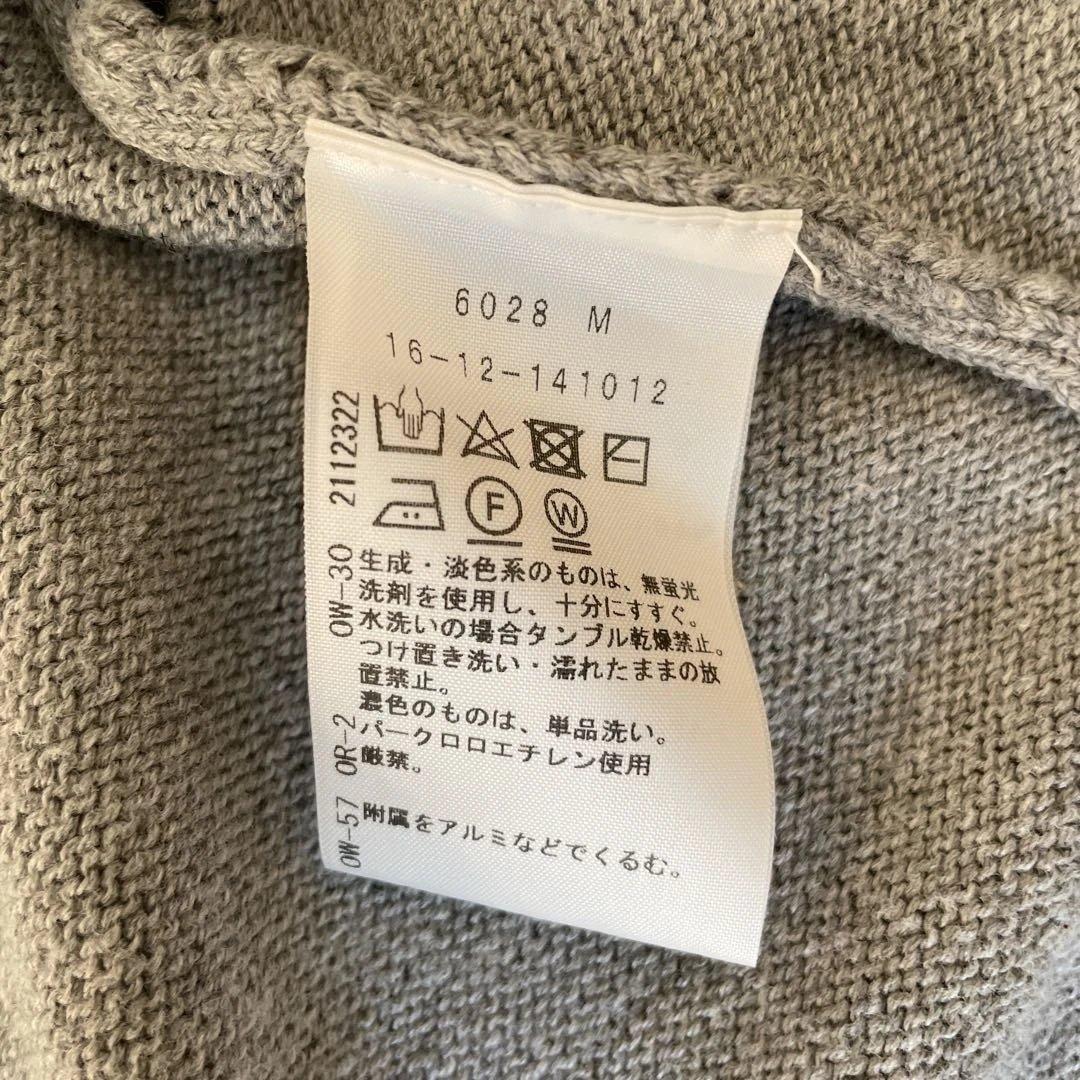 6028 M
16-12-141012
F W
生成・淡色系のものは、無蛍光
洗剤を使用し、十分にすすぐ。
水洗いの場合タンブル乾燥禁止。
つけ置き洗い・濡れたままの放
置禁止。
濃色のものは、単品洗い。
パークロロエチレン使用
厳禁。
附属をアルミなどでくるむ。
OW-57 OR-2 OW-30 2112322